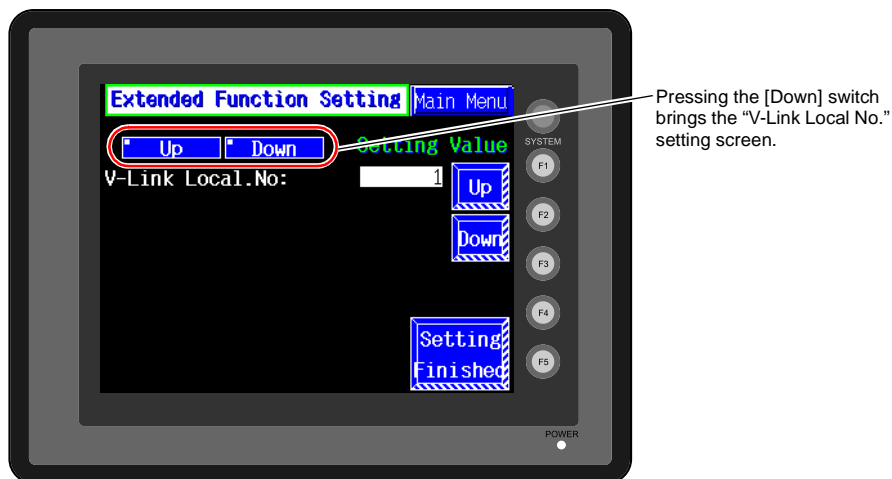 Extended Function Setting Main Menu
Up Down Setting Value
V-Link Local.No: 1 Up
Down
Setting
Finished
SYSTEM
F1
F2
F3
F4
F5
POWER
Pressing the [Down] switch
brings the “V-Link Local No.”
setting screen.